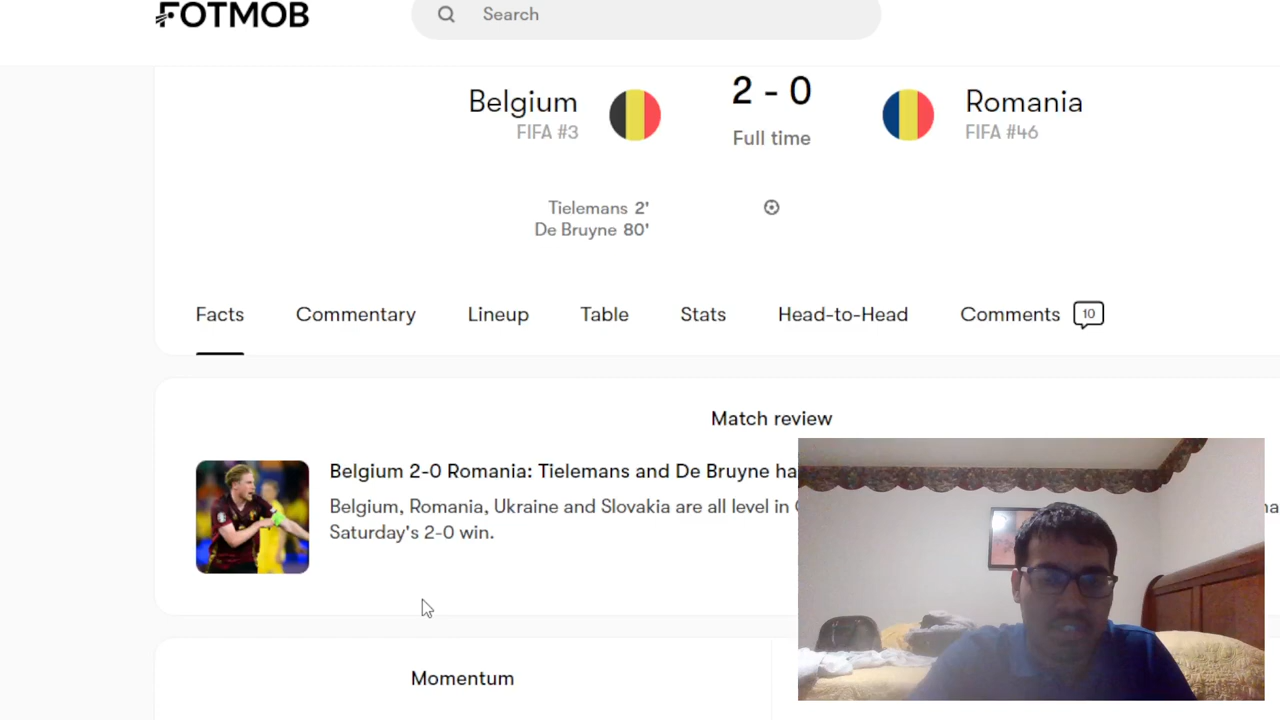 FOTMOB
Search
Belgium
FIFA #3
2 - 0
Full time
Romania
FIFA #46
Tielemans 2'
De Bruyne 80'
Facts Commentary Lineup Table Stats Head-to-Head Comments 10
Match review
Belgium 2-0 Romania: Tielemans and De Bruyne ha
Belgium, Romania, Ukraine and Slovakia are all level in
Saturday's 2-0 win.
Momentum